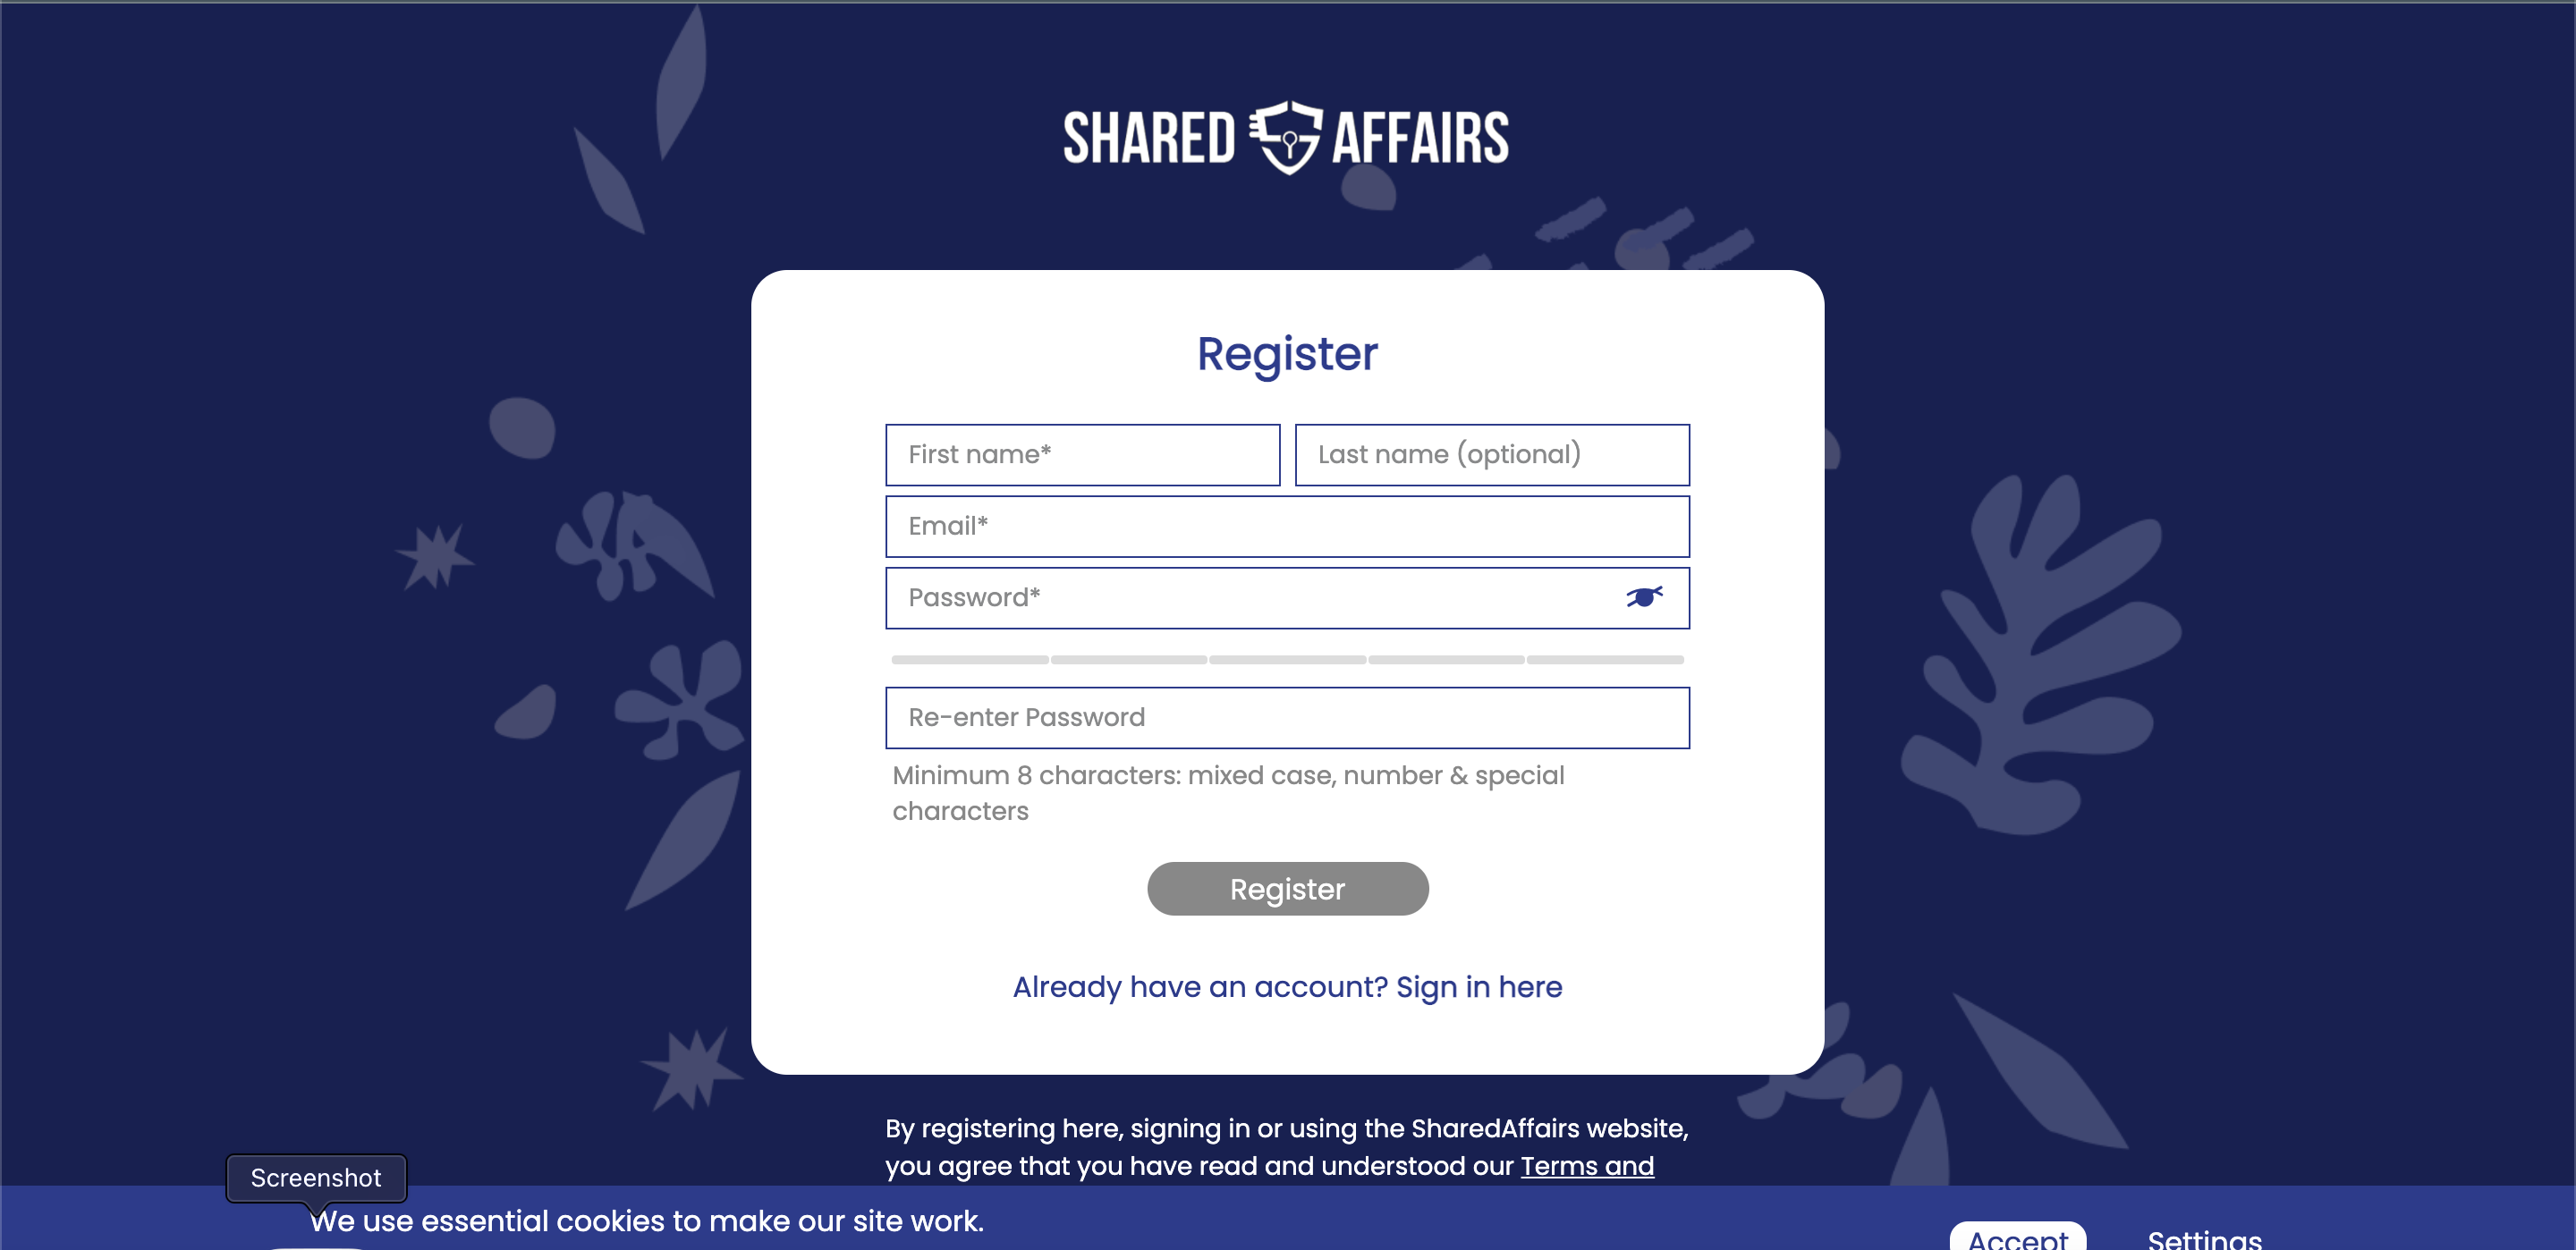 SHARED AFFAIRS
Register
First name*
Last name (optional)
Email*
Password*
Re-enter Password
Minimum 8 characters: mixed case, number & special
characters
Register
Already have an account? Sign in here
By registering here, signing in or using the SharedAffairs website,
you agree that you have read and understood our Terms and
Screenshot
We use essential cookies to make our site work.
Accept
Settings